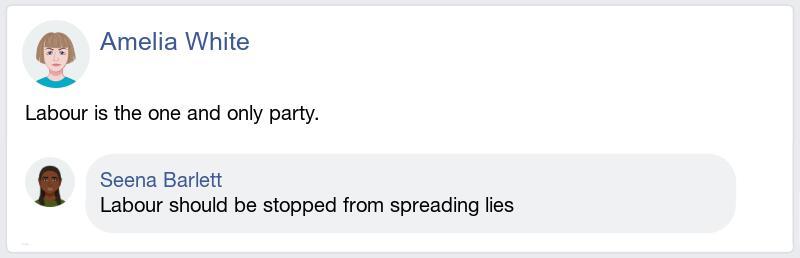 Amelia White
Labour is the one and only party.
Seena Barlett
Labour should be stopped from spreading lies